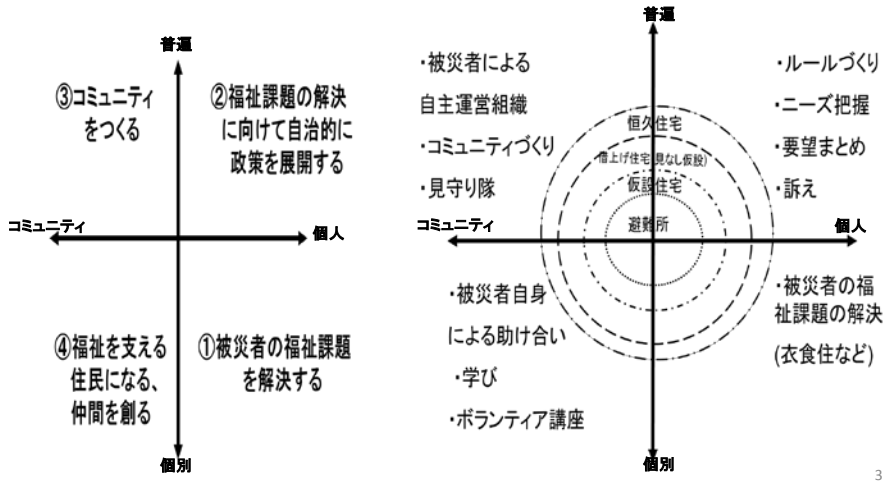 普遍
③コミュニティ
をつくる
②福祉課題の解決
に向けて自治的に
政策を展開する
コミュニティ
個人
④福祉を支える
住民になる、
仲間を創る
①被災者の福祉課題
を解決する
個別
普遍
・被災者による
自主運営組織
・コミュニティづくり
・見守り隊
・ルールづくり
・ニーズ把握
・要望まとめ
・訴え
恒久住宅
借上げ住宅(見なし仮設)
仮設住宅
避難所
コミュニティ
個人
・被災者自身
による助け合い
・学び
・ボランティア講座
・被災者の福
祉課題の解決
(衣食住など)
個別
3